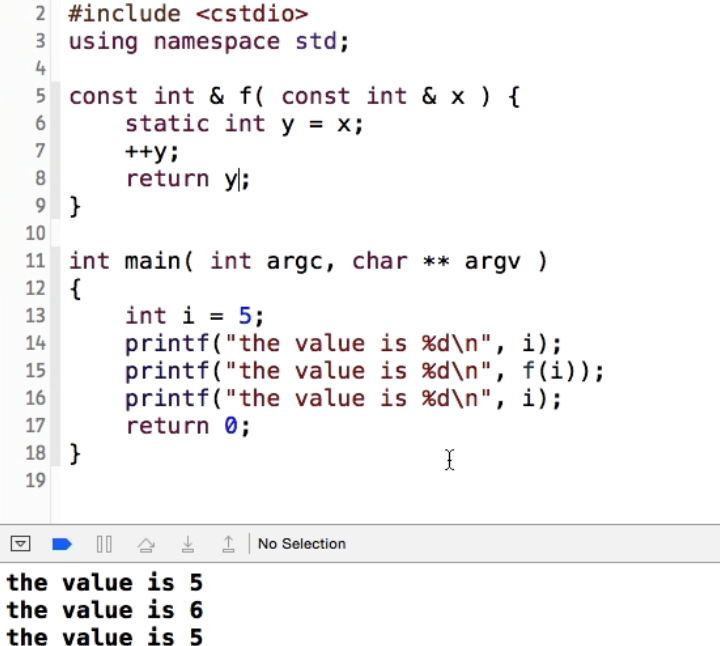 2 #include <cstdio>
3 using namespace std;
4
5 const int & f( const int & x ) {
6     static int y = x;
7     ++y;
8     return y;
9 }
10
11 int main( int argc, char ** argv )
12 {
13     int i = 5;
14     printf("the value is %d\n", i);
15     printf("the value is %d\n", f(i));
16     printf("the value is %d\n", i);
17     return 0;
18 }
19
No Selection
the value is 5
the value is 6
the value is 5